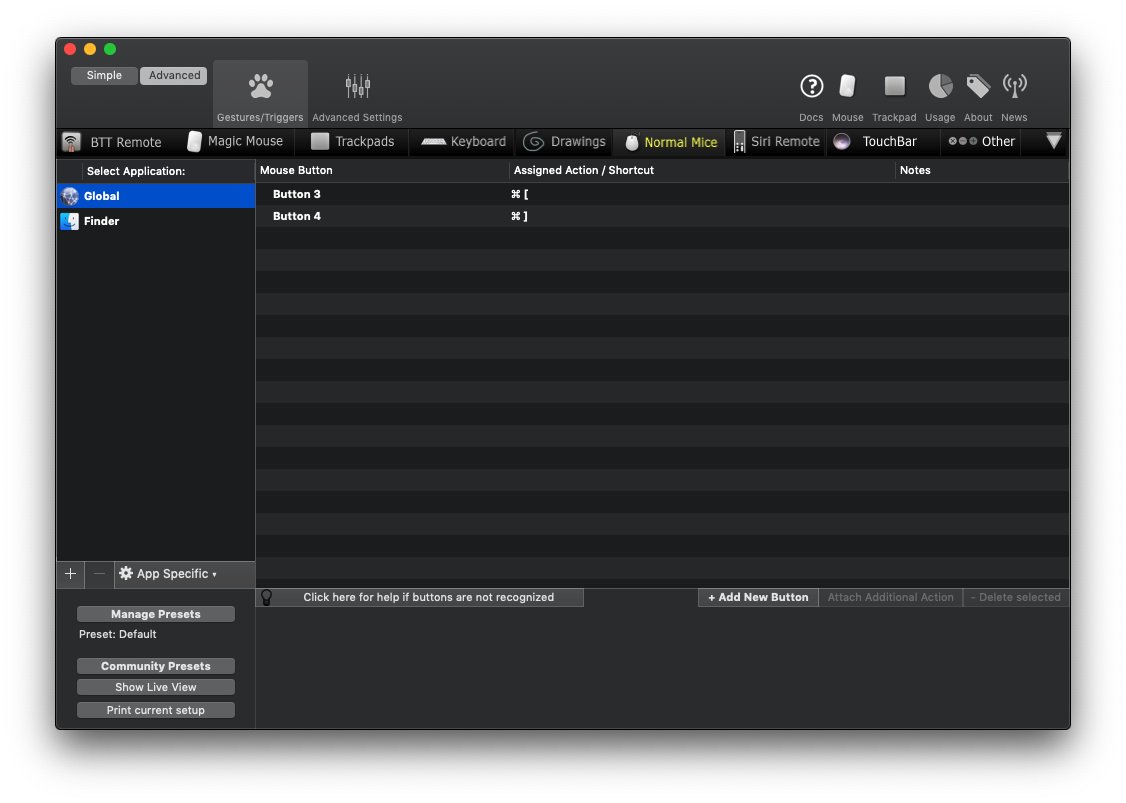 Simple Advanced
Gestures/Triggers Advanced Settings Docs Mouse Trackpad Usage About News
BTT Remote Magic Mouse Trackpads Keyboard Drawings Normal Mice Siri Remote TouchBar Other
Select Application: Mouse Button Assigned Action / Shortcut Notes
Global Button 3 ⌘ [
Finder Button 4 ⌘ ]
+ − App Specific ▾
Click here for help if buttons are not recognized + Add New Button Attach Additional Action - Delete selected
Manage Presets
Preset: Default
Community Presets
Show Live View
Print current setup